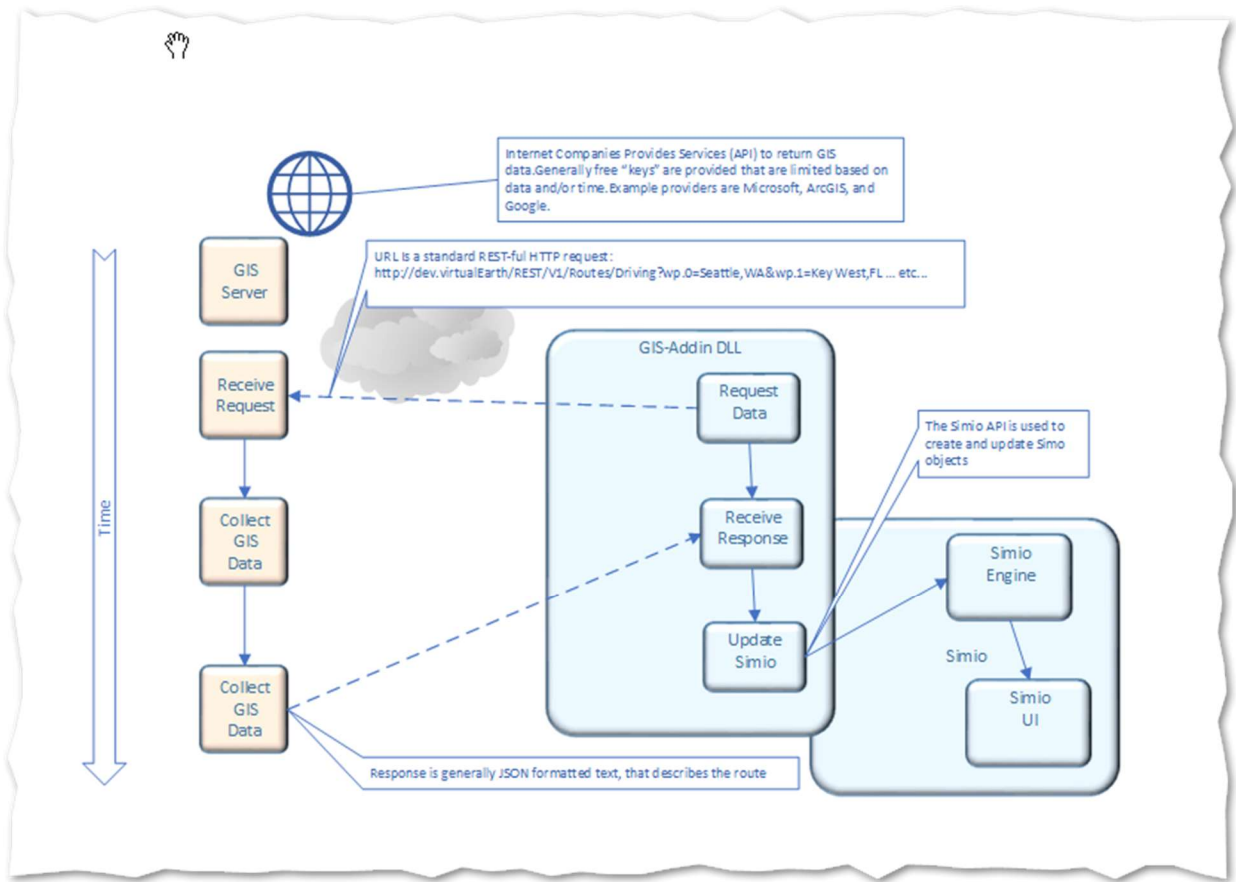 Internet Companies Provides Services (API) to return GIS
data.Generally free “keys” are provided that are limited based on
data and/or time.Example providers are Microsoft, ArcGIS, and
Google.
URL is a standard REST-ful HTTP request:
http://dev.virtualEarth/REST/V1/Routes/Driving?wp.0=Seattle,WA&wp.1=Key West,FL ... etc...
GIS
Server
GIS-Addin DLL
Receive
Request
Request
Data
The Simio API is used to
create and update Simo
objects
Time
Collect
GIS
Data
Receive
Response
Simio
Engine
Update
Simio
Simio
Collect
GIS
Data
Simio
UI
Response is generally JSON formatted text, that describes the route